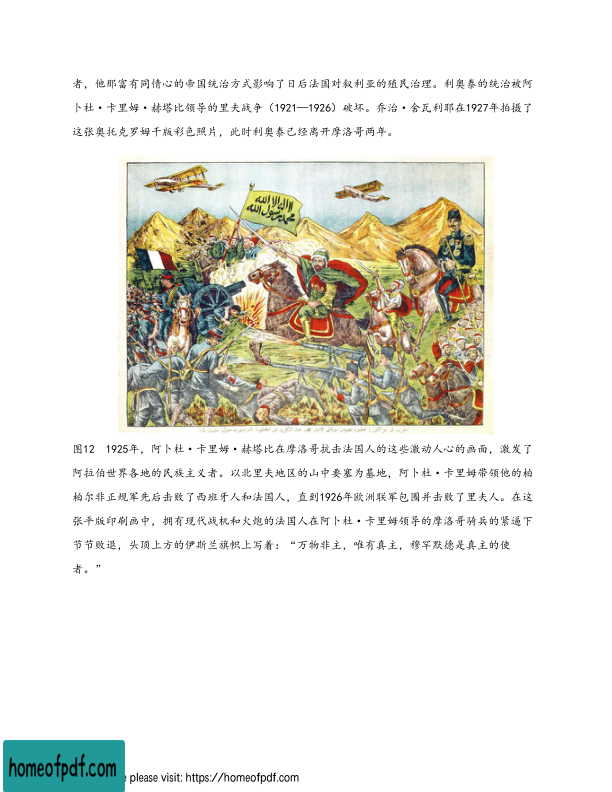 者，他那富有同情心的帝国统治方式影响了日后法国对叙利亚的殖民治理。利奥泰的统被阿
卜杜·卡里姆·赫塔比领导的里夫战争（1921—1926）破坏。乔治·舍瓦利耶在1927年拍摄了
这张奥托克罗姆干版彩色照片，此时利奥泰已经离开摩洛哥两年。
لا اله الا الله
محمد رسول الله
图12 1925年，阿卜杜·卡里姆·赫塔比在摩洛哥抗击法国人的这些激动人心的画面，激发了
阿拉伯世界各地的民族主义者。以北里夫地区的山中要塞为基地，阿卜杜·卡里姆带领他的柏
柏尔非正规军先后击败了西班牙人和法国人，直到1926年欧洲联军包围并击败了里夫人。在这
张平版印刷画中，拥有现代战机和火炮的法国人在阿卜杜·卡里姆领导的摩洛哥骑兵的紧逼下
节节败退，头顶上方的伊斯兰旗帜上写着：“万物非主，唯有真主，穆罕默德是真主的使
者。”
homeofpdf.com
e please visit: https://homeofpdf.com